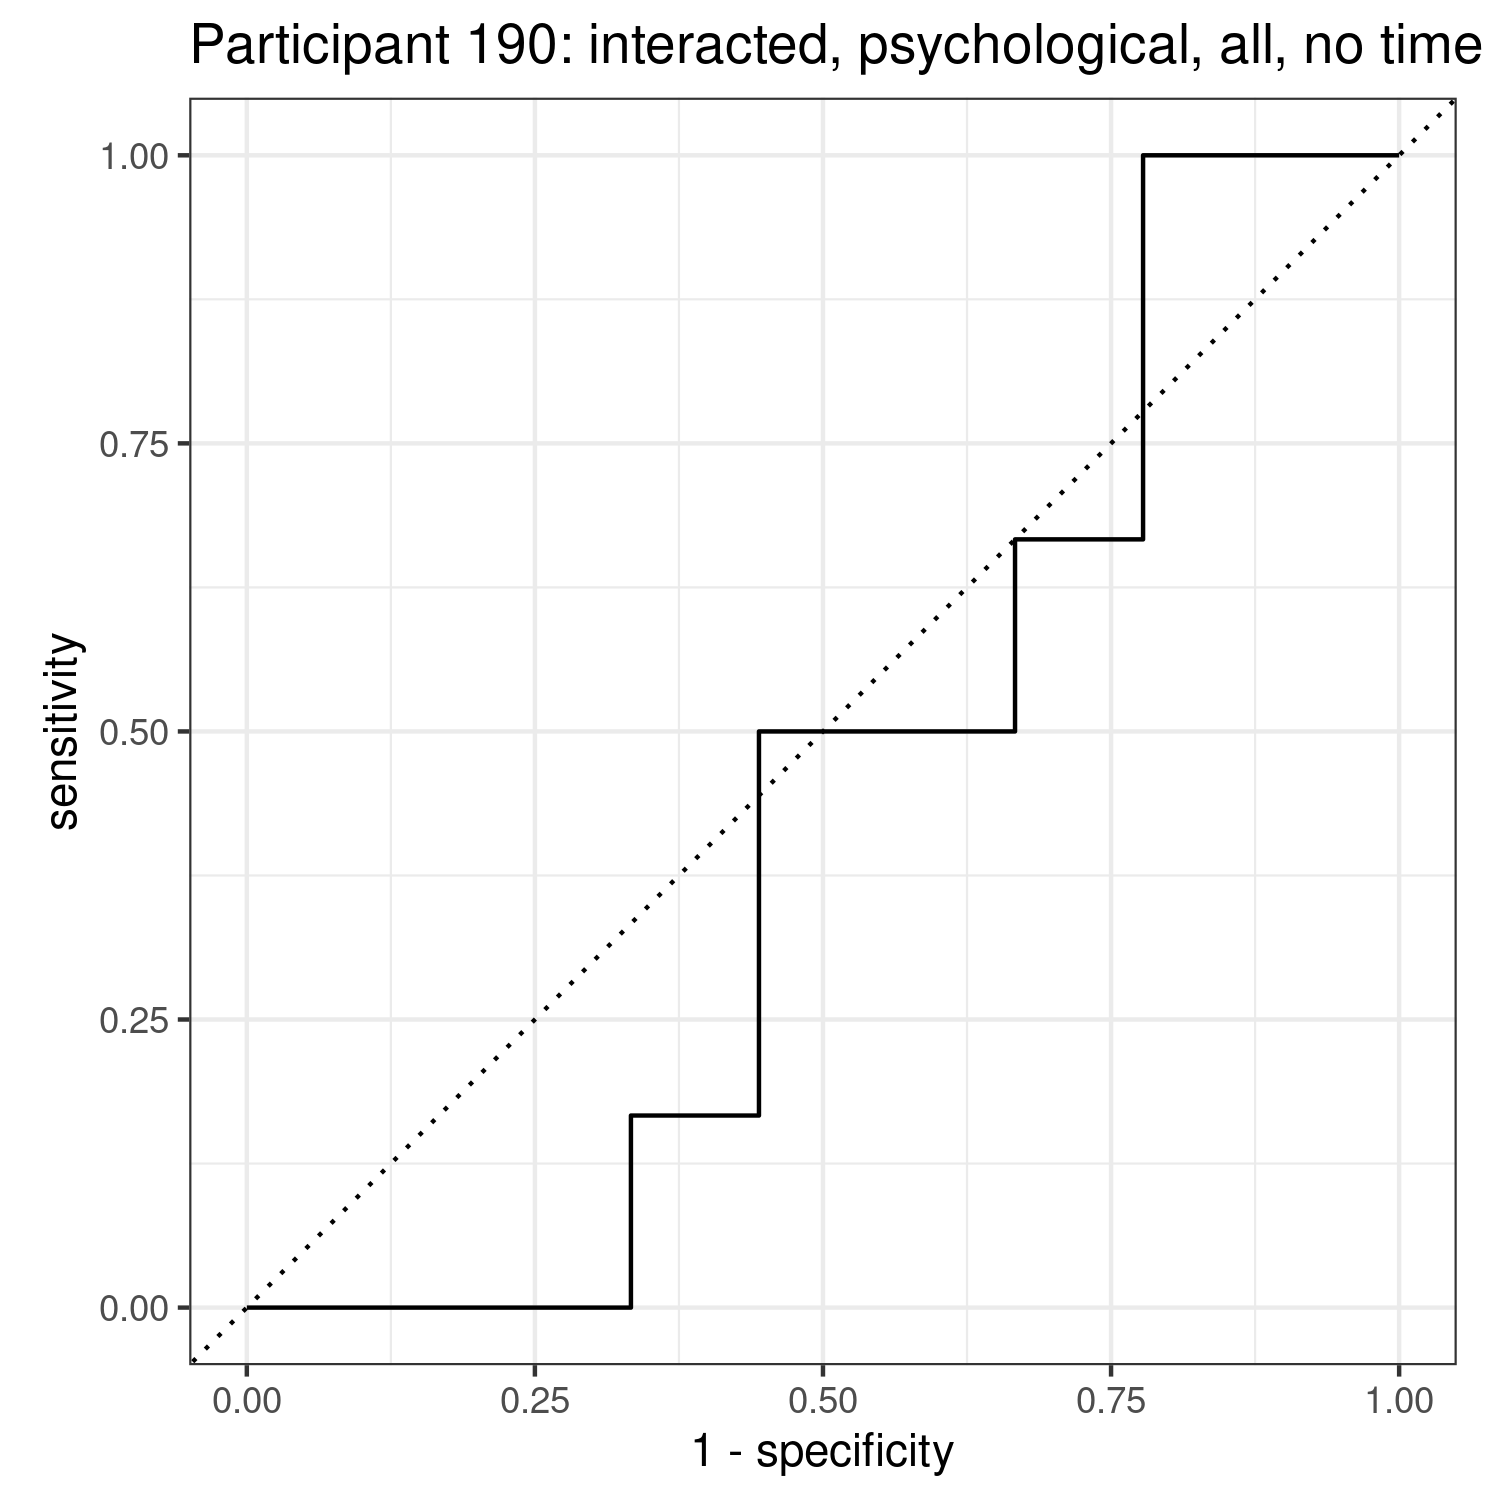 Participant 190: interacted, psychological, all, no time
1.00
0.75
0.50
0.25
0.00
sensitivity
0.00 0.25 0.50 0.75 1.00
1 - specificity